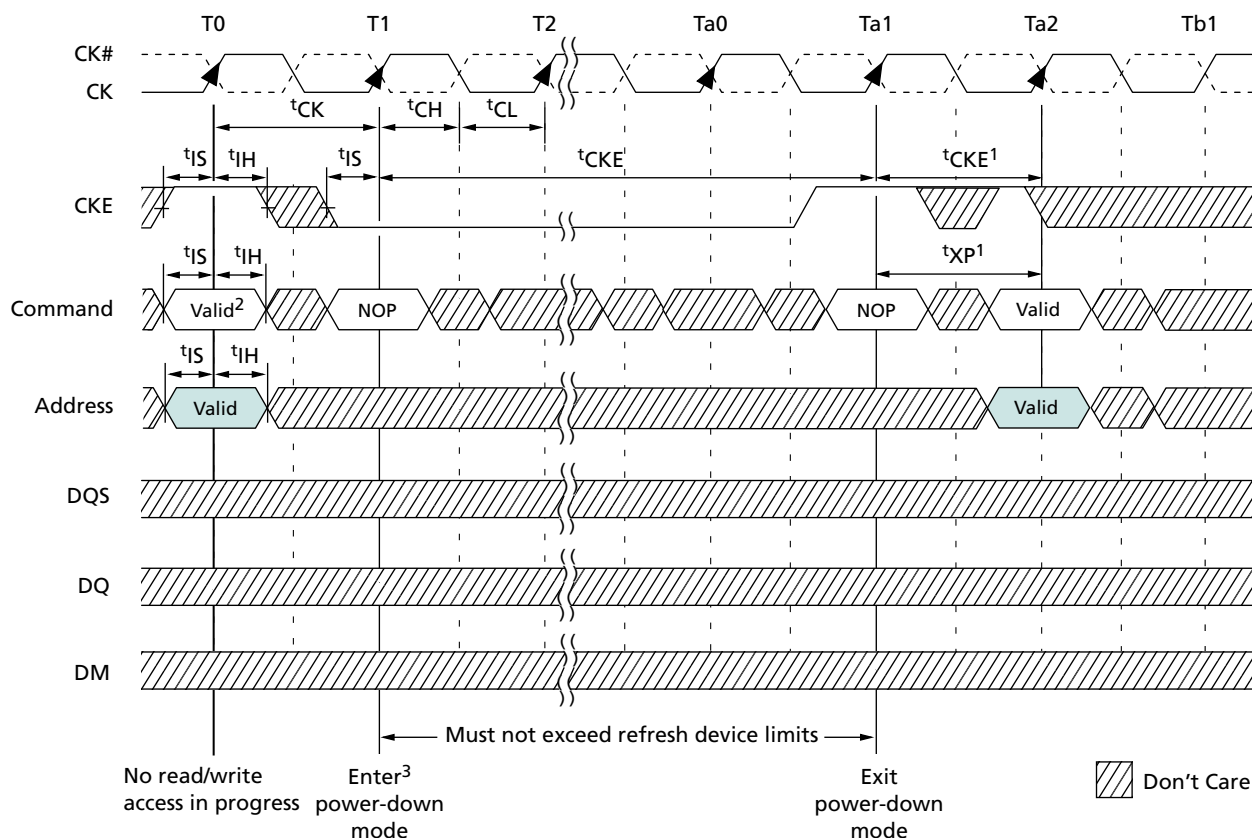 T0 T1 T2 Ta0 Ta1 Ta2 Tb1
CK#
CK
tCK tCH tCL
tIS tIH tIS tCKE tCKE1
CKE
tIS tIH tXP1
Command Valid2 NOP NOP Valid
tIS tIH
Address Valid Valid
DQS
DQ
DM
Must not exceed refresh device limits
No read/write
access in progress
Enter3
power-down
mode
Exit
power-down
mode
Don't Care